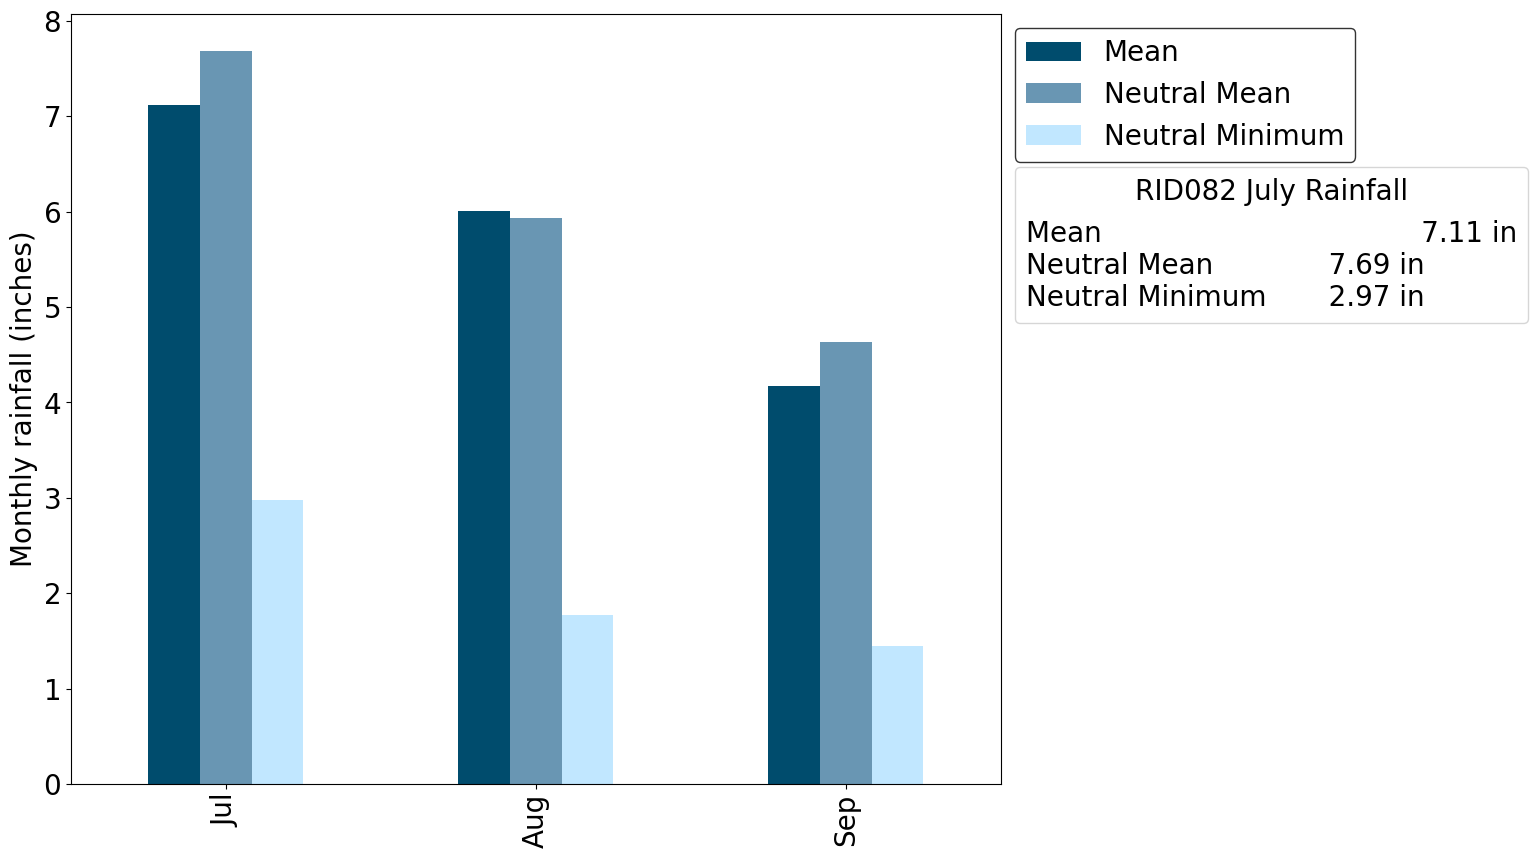 Monthly rainfall (inches)
8
7
6
5
4
3
2
1
0
Jul
Aug
Sep
Mean
Neutral Mean
Neutral Minimum
RID082 July Rainfall
Mean 7.11 in
Neutral Mean 7.69 in
Neutral Minimum 2.97 in